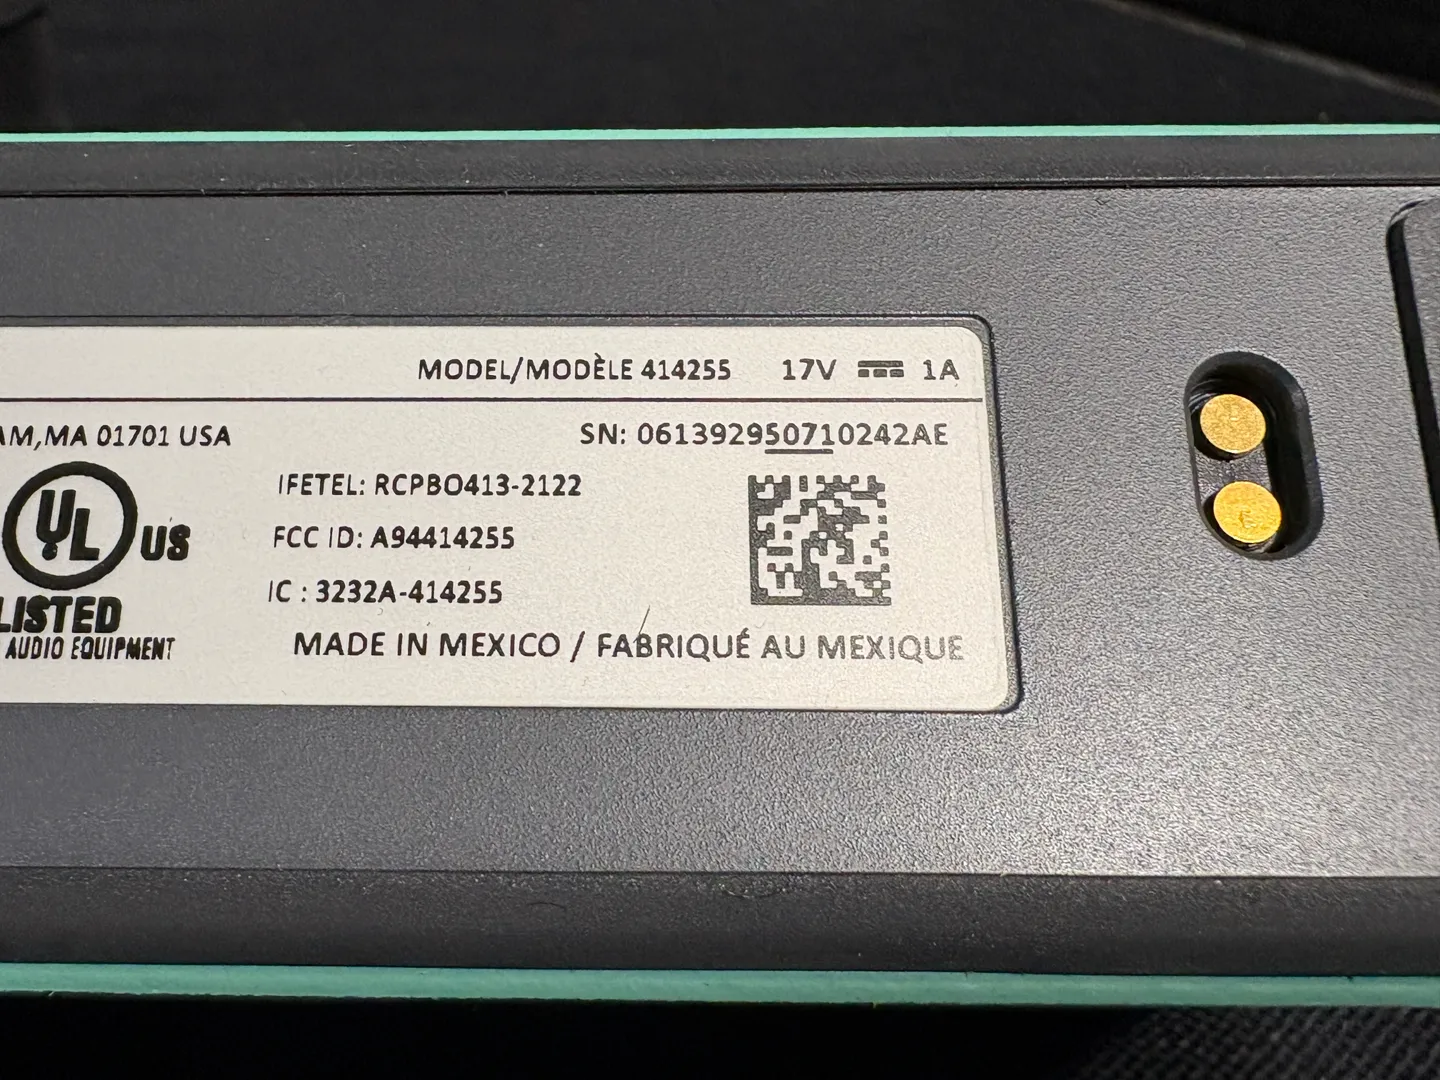 MODEL/MODÈLE 414255 17V 1A
AM,MA 01701 USA
SN: 061392950710242AE
IFETEL: RCPBO413-2122
FCC ID: A94414255
IC : 3232A-414255
UL US
LISTED
AUDIO EQUIPMENT
MADE IN MEXICO / FABRIQUÉ AU MEXIQUE